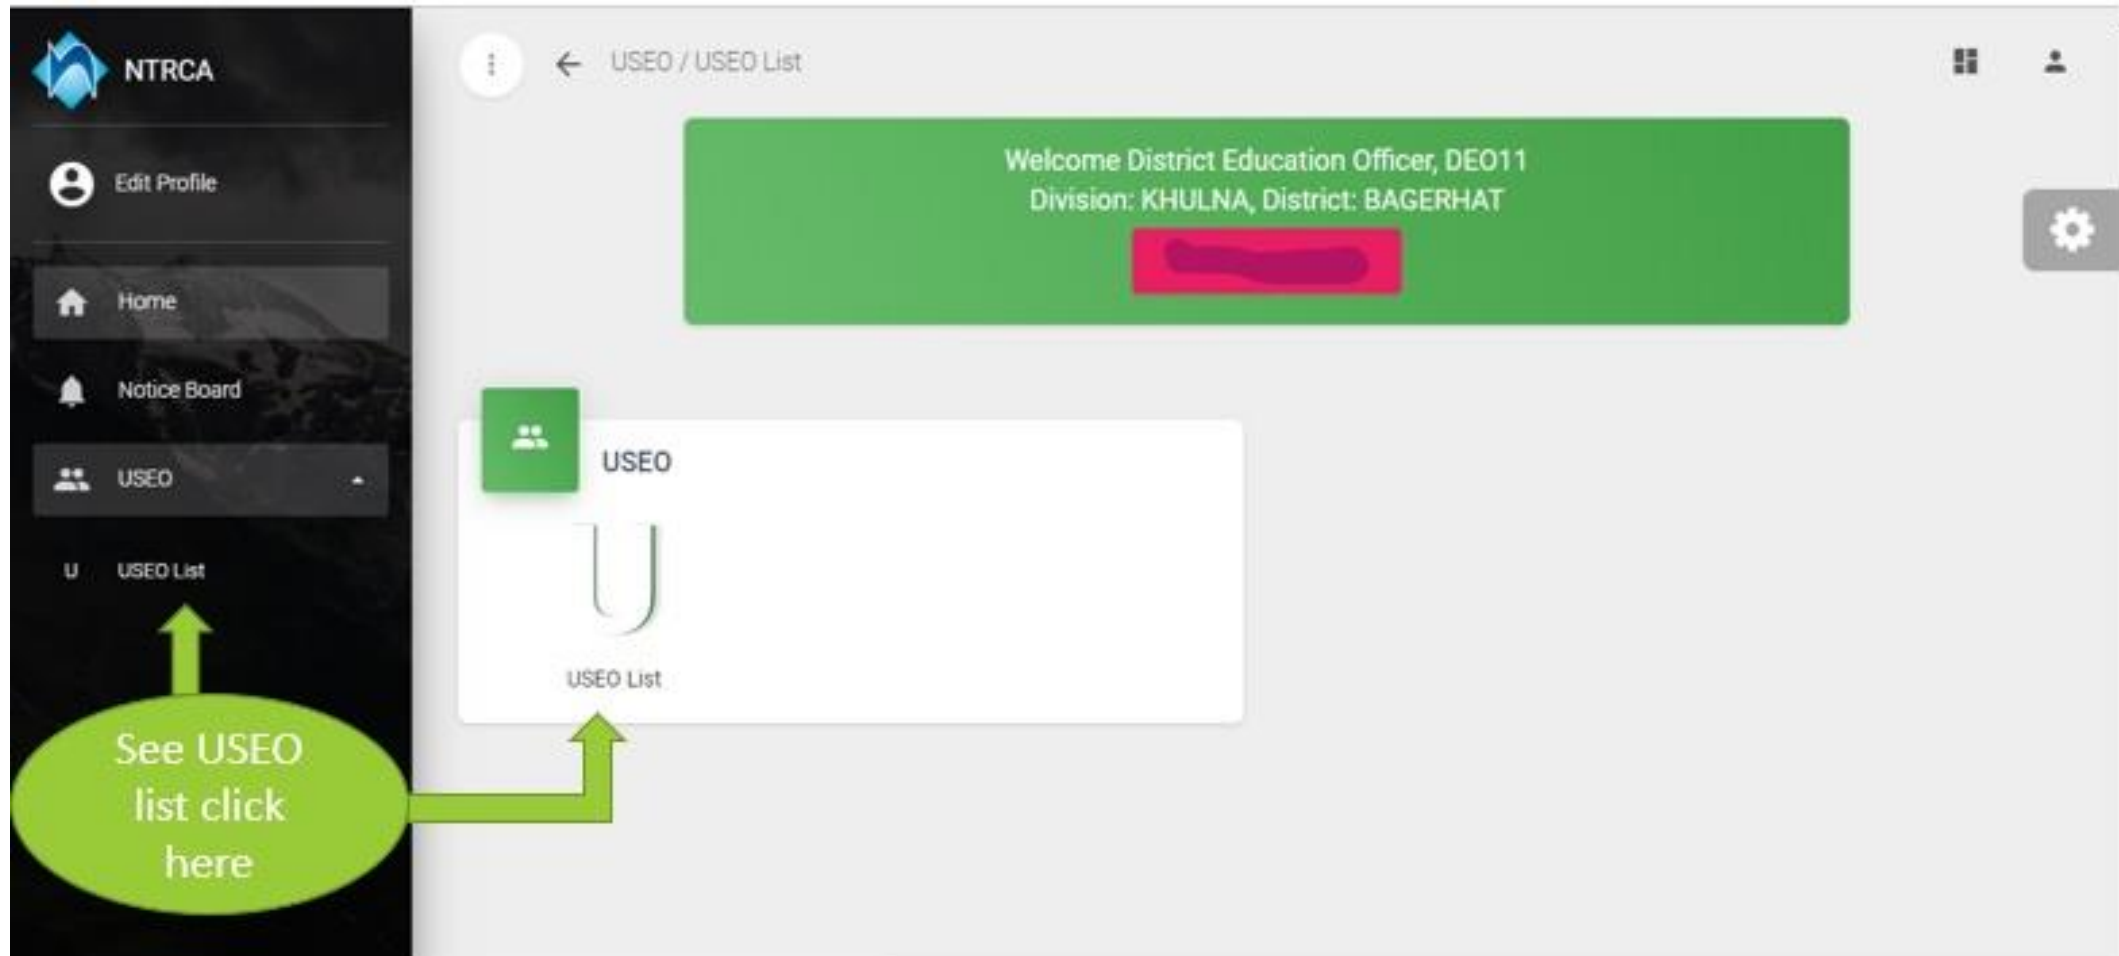 NTRCA
Edit Profile
Home
Notice Board
USEO
U USEO List
See USEO
list click
here
USEO / USEO List
Welcome District Education Officer, DEO11
Division: KHULNA, District: BAGERHAT
USEO
U
USEO List